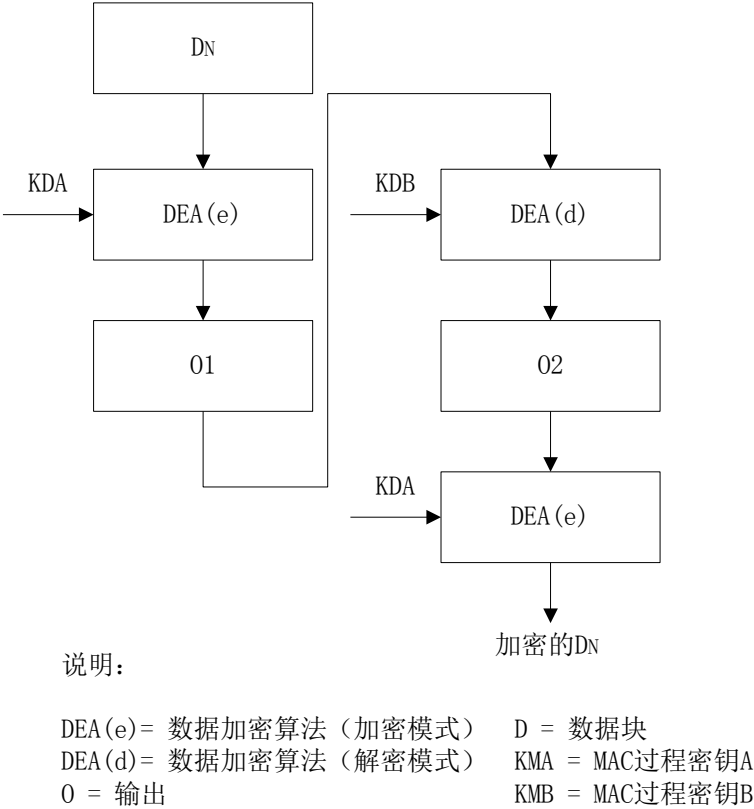 DN
KDA
DEA(e)
KDB
DEA(d)
O1
O2
KDA
DEA(e)
加密的DN
说明：
DEA(e)= 数据加密算法（加密模式） D = 数据块
DEA(d)= 数据加密算法（解密模式） KMA = MAC过程密钥A
O = 输出 KMB = MAC过程密钥B